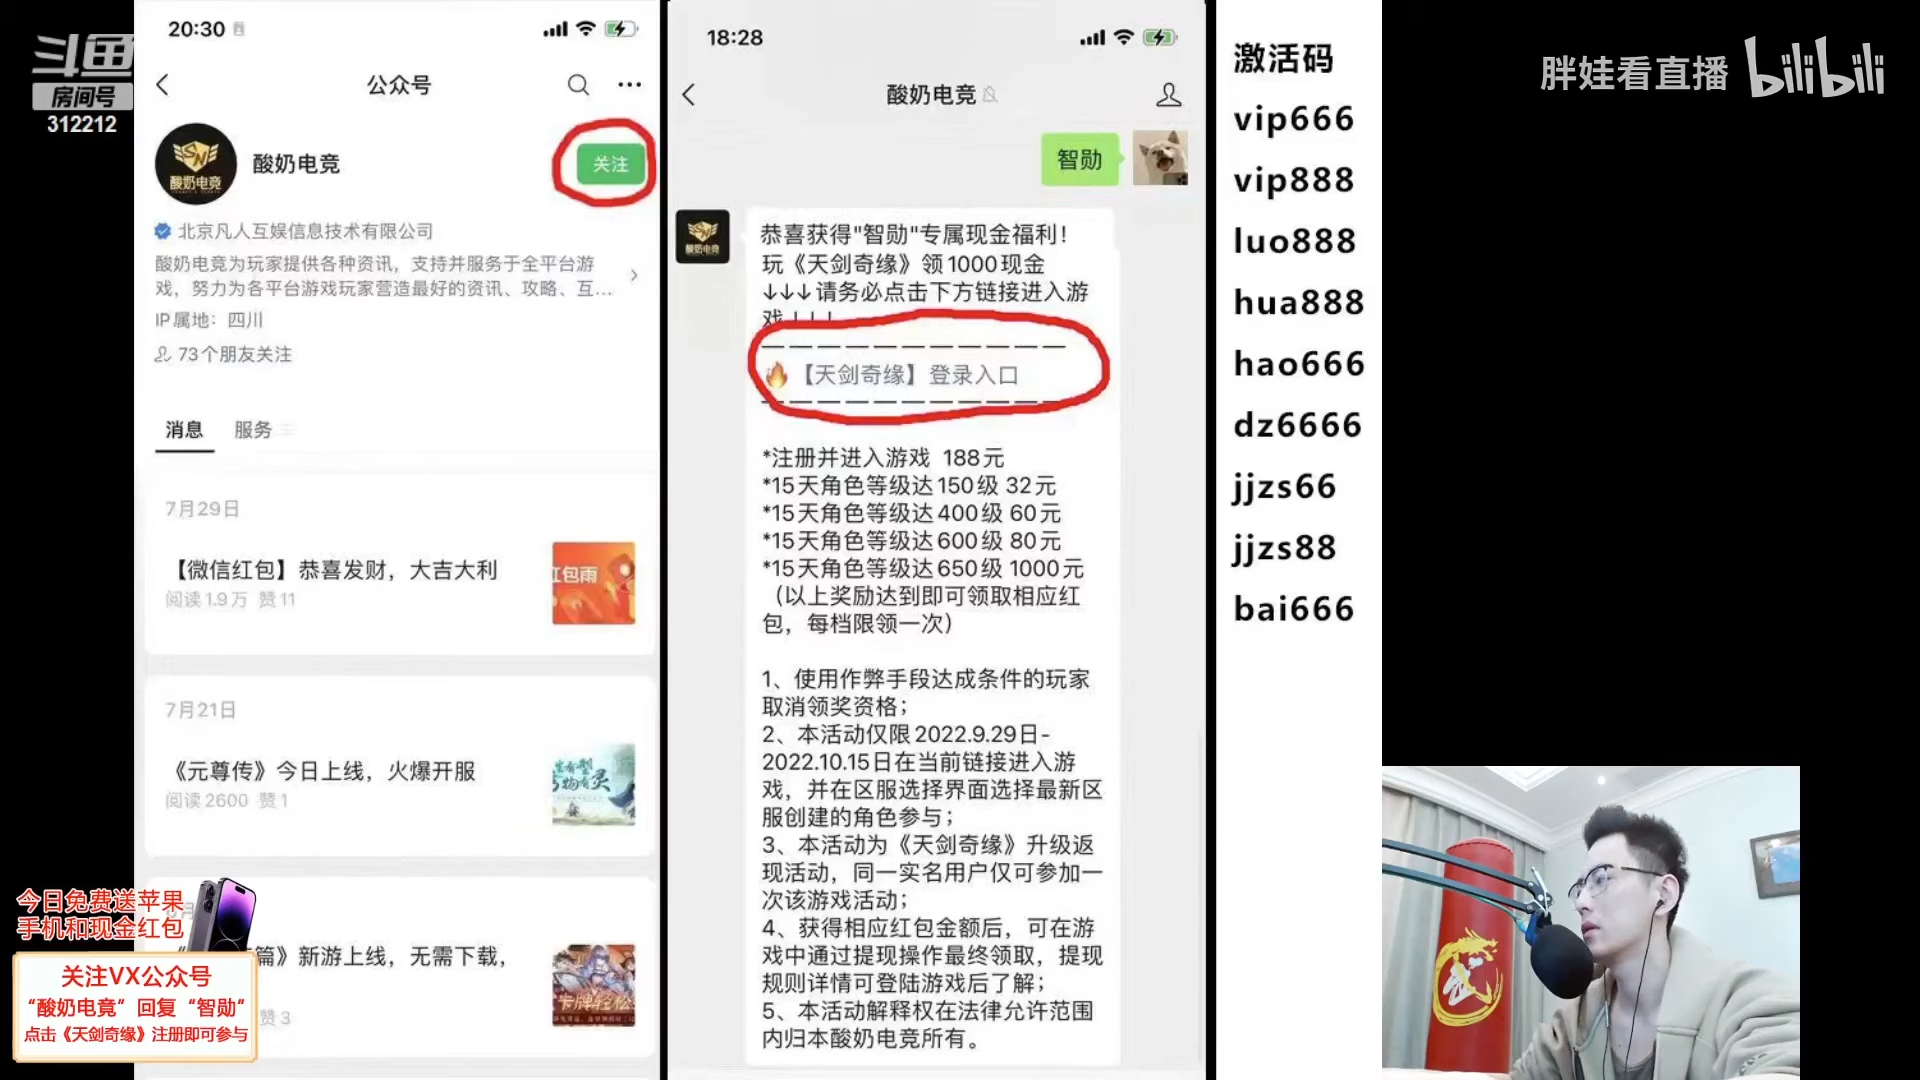 斗鱼
房间号
312212
20:30
公众号
SN
酸奶电竞
酸奶电竞
关注
北京凡人互娱信息技术有限公司
酸奶电竞为玩家提供各种资讯，支持并服务于全平台游
戏，努力为各平台游戏玩家营造最好的资讯、攻略、互...
IP属地：四川
73个朋友关注
消息 服务
7月29日
【微信红包】恭喜发财，大吉大利
阅读1.9万 赞11
红包雨
7月21日
《元尊传》今日上线，火爆开服
阅读2600 赞1
篇》新游上线，无需下载，
赞3
今日免费送苹果
手机和现金红包
关注VX公众号
“酸奶电竟”回复“智勋”
点击《天剑奇缘》注册即可参与
18:28
酸奶电竞
智勋
恭喜获得"智勋"专属现金福利！
玩《天剑奇缘》领1000现金
↓↓↓请务必点击下方链接进入游
戏↓↓↓
————————————
🔥【天剑奇缘】登录入口
————————————
*注册并进入游戏 188元
*15天角色等级达150级 32元
*15天角色等级达400级 60元
*15天角色等级达600级 80元
*15天角色等级达650级 1000元
（以上奖励达到即可领取相应红
包，每档限领一次）
1、使用作弊手段达成条件的玩家
取消领奖资格；
2、本活动仅限2022.9.29日-
2022.10.15日在当前链接进入游
戏，并在区服选择界面选择最新区
服创建的角色参与；
3、本活动为《天剑奇缘》升级返
现活动，同一实名用户仅可参加一
次该游戏活动；
4、获得相应红包金额后，可在游
戏中通过提现操作最终领取，提现
规则详情可登陆游戏后了解；
5、本活动解释权在法律允许范围
内归本酸奶电竞所有。
激活码
vip666
vip888
luo888
hua888
hao666
dz6666
jjzs66
jjzs88
bai666
胖娃看直播 bilibili